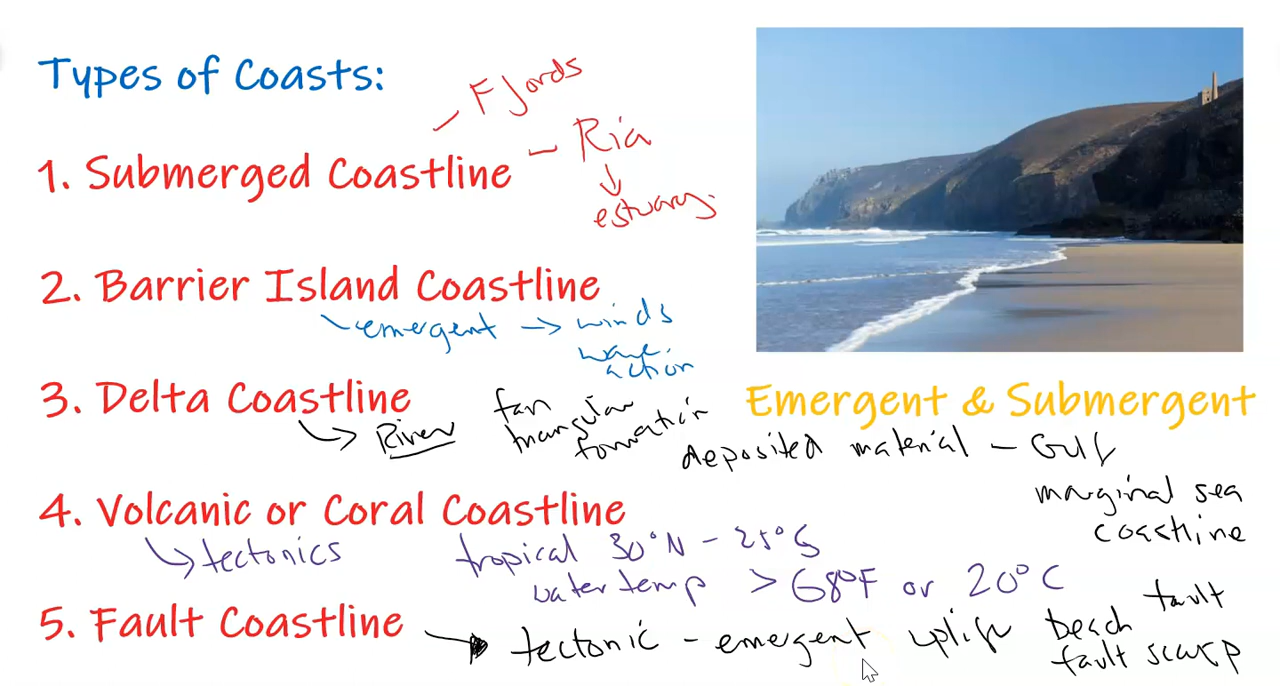 Types of Coasts:
- Fjords
1. Submerged Coastline
- Ria
estuary.
2. Barrier Island Coastline
emergent → winds
wave
action
3. Delta Coastline
River
fan
triangular
formation
Emergent & Submergent
deposited material - Gulf
marginal sea
coastline
4. Volcanic or Coral Coastline
tectonics
tropical 30°N - 25°S
water temp > 68°F or 20°C
5. Fault Coastline
tectonic - emergent uplift
beach fault
fault scarp